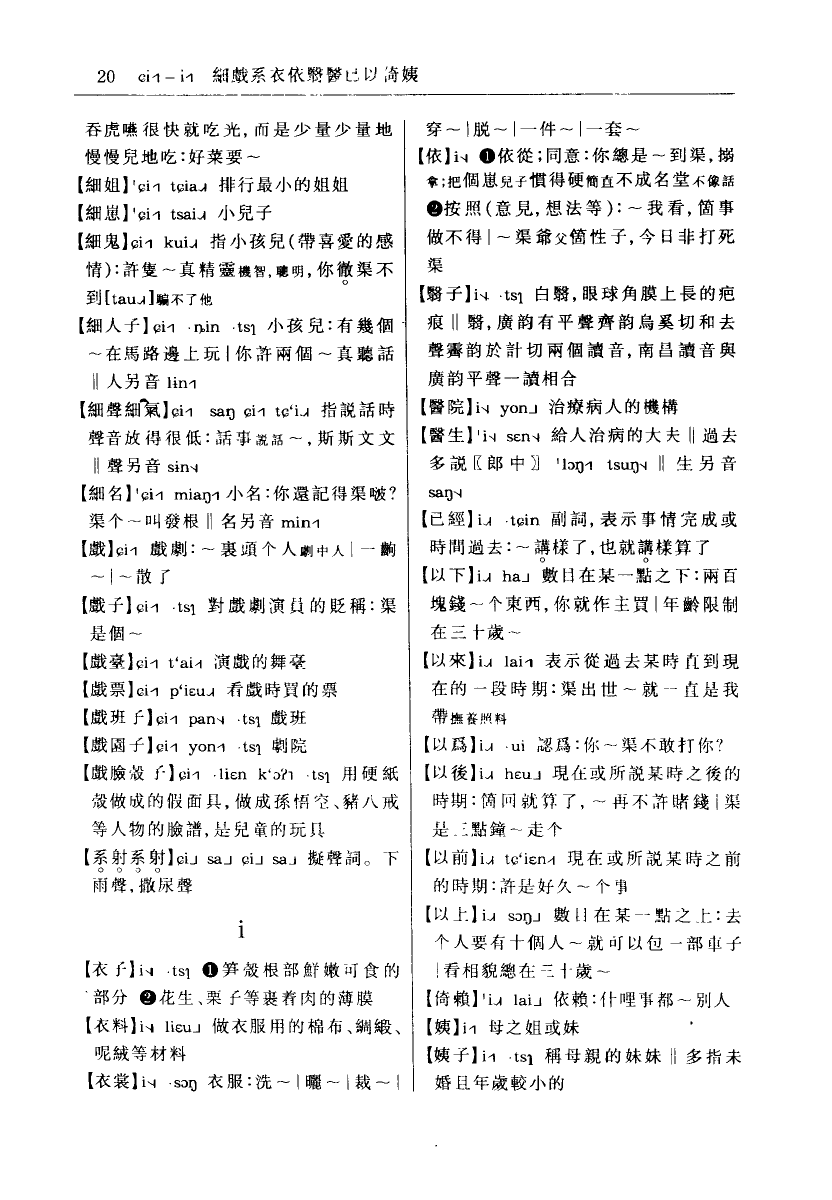 20 ɕi˧˥ – i˧˥ 細戲系衣依翳醫已以倚姨
吞虎嚥很快就吃光,而是少量少量地
慢慢兒地吃:好菜要~
【細姐】ˈɕi˧˥ tɕia˨˩˧ 排行最小的姐姐
【細崽】ˈɕi˧˥ tsai˨˩˧ 小兒子
【細鬼】ɕi˧˥ kui˨˩˧ 指小孩兒(帶喜愛的感
情):許隻~真精靈機智,聰明,你徹渠不
到[tau˨˩˧]騙不了他
【細人子】ɕi˧˥ ·ȵin ·tsɿ 小孩兒:有幾個
~在馬路邊上玩|你許兩個~真聽話
‖人另音 lin˧˥
【細聲細氣】ɕi˧˥ saŋ ɕi˧˥ tɕ‘i˨˩˧ 指説話時
聲音放得很低:話事説話~,斯斯文文
‖聲另音 sin˦˨
【細名】ˈɕi˧˥ miaŋ˧˥ 小名:你還記得渠啵?
渠个~叫發根‖名另音 min˧˥
【戲】ɕi˧˥ 戲劇:~裏頭個人劇中人|一齣
~|~散了
【戲子】ɕi˧˥ ·tsɿ 對戲劇演員的貶稱:渠
是個~
【戲臺】ɕi˧˥ t‘ai˧˥ 演戲的舞臺
【戲票】ɕi˧˥ p‘iɛu˨˩˧ 看戲時買的票
【戲班子】ɕi˧˥ pan˦˨ ·tsɿ 戲班
【戲園子】ɕi˧˥ yon˧˥ ·tsɿ 劇院
【戲臉殼子】ɕi˧˥ ·liɛn k‘ɔʔ˥ ·tsɿ 用硬紙
殼做成的假面具,做成孫悟空、豬八戒
等人物的臉譜,是兒童的玩具
【系射系射】ɕi˩ sa˩ ɕi˩ sa˩ 擬聲詞。下
雨聲,撒尿聲
i
【衣子】i˦˨ ·tsɿ ❶笋殼根部鮮嫩可食的
部分 ❷花生、栗子等裹着肉的薄膜
【衣料】i˦˨ liɛu˩ 做衣服用的棉布、綢緞、
呢絨等材料
【衣裳】i˦˨ ·sɔŋ 衣服:洗~|曬~|裁~|
穿~|脱~|一件~|一套~
【依】i˦˨ ❶依從;同意:你總是~到渠,搦
拿;把個崽兒子慣得硬簡直不成名堂不像話
❷按照(意見,想法等):~我看,箇事
做不得|~渠爺父箇性子,今日非打死
渠
【翳子】i˦˨ ·tsɿ 白翳,眼球角膜上長的疤
痕‖翳,廣韵有平聲齊韵烏奚切和去
聲霽韵於計切兩個讀音,南昌讀音與
廣韵平聲一讀相合
【醫院】i˦˨ yon˩ 治療病人的機構
【醫生】ˈi˦˨ sɛn˦˨ 給人治病的大夫‖過去
多説〖郎中〗 ˈlɔŋ˧˥ tsuŋ˦˨ ‖生另音
saŋ˦˨
【已經】i˨˩˧ ·tɕin 副詞,表示事情完成或
時間過去:~講樣了,也就講樣算了
【以下】i˨˩˧ ha˩ 數目在某一點之下:兩百
塊錢~个東西,你就作主買|年齡限制
在三十歲~
【以來】i˨˩˧ lai˧˥ 表示從過去某時直到現
在的一段時期:渠出世~就一直是我
帶撫養照料
【以爲】i˨˩˧ ·ui 認爲:你~渠不敢打你?
【以後】i˨˩˧ hɛu˩ 現在或所説某時之後的
時期:箇回就算了,~再不許賭錢|渠
是三點鐘~走个
【以前】i˨˩˧ tɕ‘iɛn˧˥ 現在或所説某時之前
的時期:許是好久~个事
【以上】i˨˩˧ sɔŋ˩ 數目在某一點之上:去
个人要有十個人~就可以包一部車子
|看相貌總在三十歲~
【倚賴】ˈi˨˩˧ lai˩ 依賴:什哩事都~别人
【姨】i˧˥ 母之姐或妹
【姨子】i˧˥ ·tsɿ 稱母親的妹妹‖多指未
婚且年歲較小的